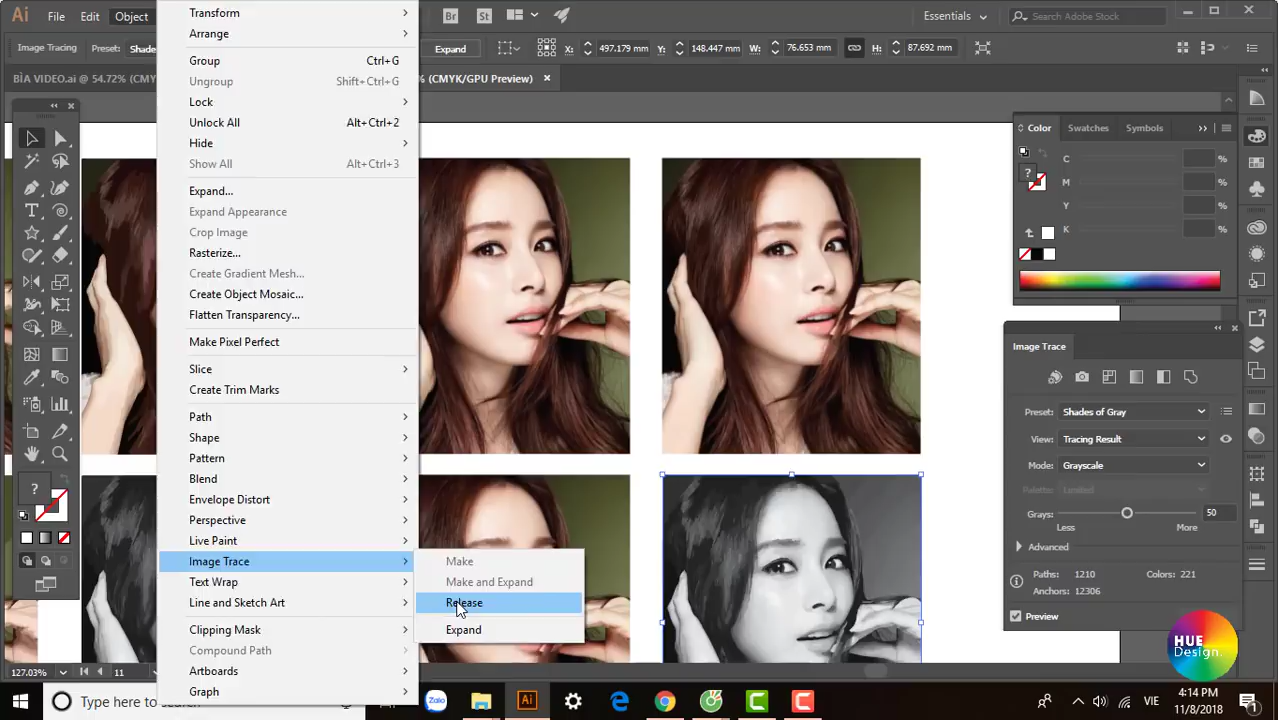 Ai File Edit Object Br St Essentials Search Adobe Stock
Image Tracing Preset: Shade Expand X: 497.179 mm Y: 148.447 mm W: 76.653 mm H: 87.692 mm
BÌA VIDEO.ai @ 54.72% (CMY % (CMYK/GPU Preview) ×
Transform
Arrange
Group Ctrl+G
Ungroup Shift+Ctrl+G
Lock
Unlock All Alt+Ctrl+2
Hide
Show All Alt+Ctrl+3
Expand...
Expand Appearance
Crop Image
Rasterize...
Create Gradient Mesh...
Create Object Mosaic...
Flatten Transparency...
Make Pixel Perfect
Slice
Create Trim Marks
Path
Shape
Pattern
Blend
Envelope Distort
Perspective
Live Paint
Image Trace
Text Wrap
Line and Sketch Art
Clipping Mask
Compound Path
Artboards
Graph
Make
Make and Expand
Release
Expand
Color Swatches Symbols
C %
M %
Y %
K %
Image Trace
Preset: Shades of Gray
View: Tracing Result
Mode: Grayscale
Palette: Limited
Grays: 50
Less More
Advanced
Paths: 1210 Colors: 221
Anchors: 12306
Preview
HUE
Design.
127.03% 11
Type here to Zalo Ai VIE
4:14 PM
11/8/2018